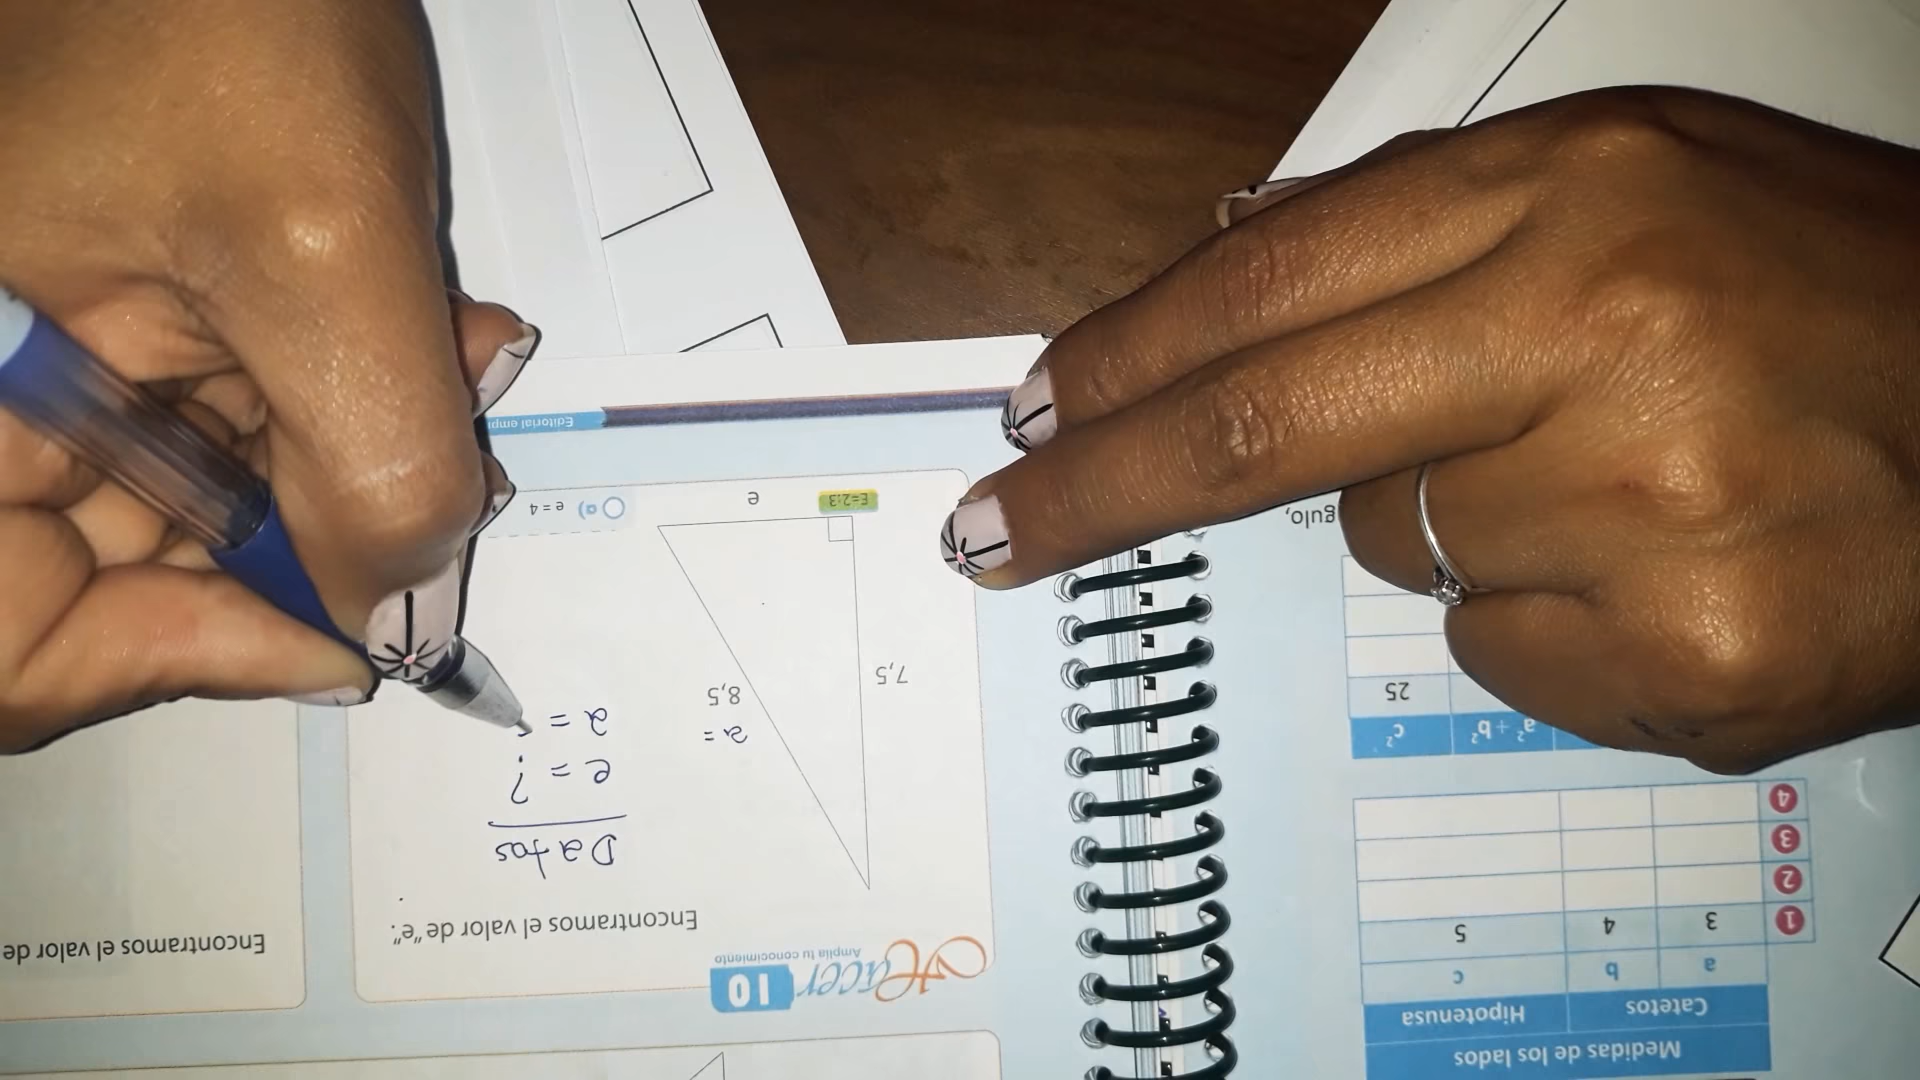 Medidas de los lados
Catetos Hipotenusa
a b c
1 3 4 5
2
3
4
a² + b² c²
25
gulo,
Hacer 10
Amplia tu conocimiento
Encontramos el valor de “e”.
Datos
e = ?
a =
a =
8,5
7,5
E=2:3
e
a) e = 4
Editorial
Encontramos el valor de